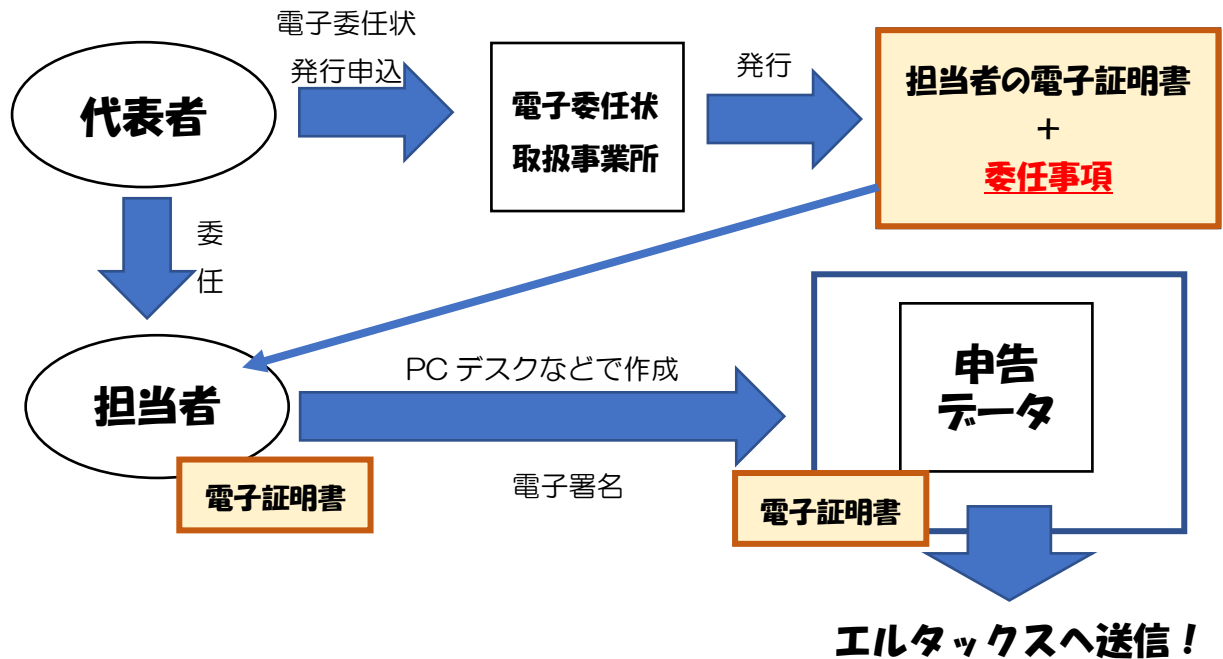 電子委任状
発行申込
代表者
電子委任状
取扱事業所
発行
担当者の電子証明書
+
委任事項
委
任
担当者
電子証明書
PCデスクなどで作成
電子署名
申告
データ
電子証明書
エルタックスへ送信!